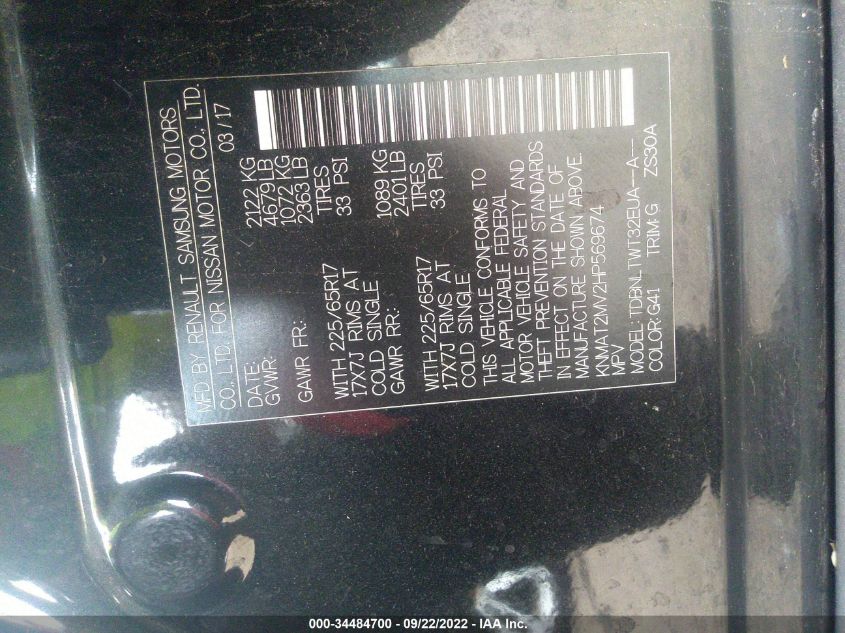 MFD BY RENAULT SAMSUNG MOTORS
CO., LTD. FOR NISSAN MOTOR CO., LTD.
DATE: 03 / 17
GVWR: 2122 KG
4679 LB
GAWR FR: 1072 KG
2363 LB
WITH 225/65R17 TIRES
17X7J RIMS AT 33 PSI
COLD SINGLE
GAWR RR: 1089 KG
2401 LB
WITH 225/65R17 TIRES
17X7J RIMS AT 33 PSI
COLD SINGLE
THIS VEHICLE CONFORMS TO
ALL APPLICABLE FEDERAL
MOTOR VEHICLE SAFETY AND
THEFT PREVENTION STANDARDS
IN EFFECT ON THE DATE OF
MANUFACTURE SHOWN ABOVE.
KNMAT2MV2HP569674
MPV
MODEL: TDBNLTWT32EUA---A---
COLOR:G41 TRIM:G ZS30A
000-34484700 - 09/22/2022 - IAA Inc.